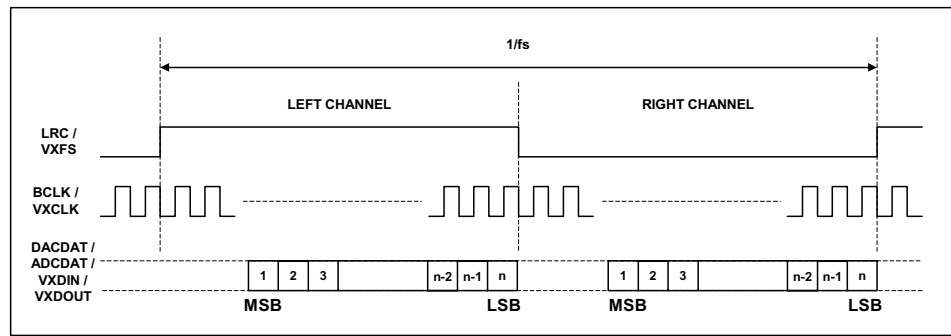 1/fs
LEFT CHANNEL
RIGHT CHANNEL
LRC /
VXFS
BCLK /
VXCLK
DACDAT /
ADCDAT /
VXDIN /
VXDOUT
1 2 3 n-2 n-1 n 1 2 3 n-2 n-1 n
MSB LSB MSB LSB